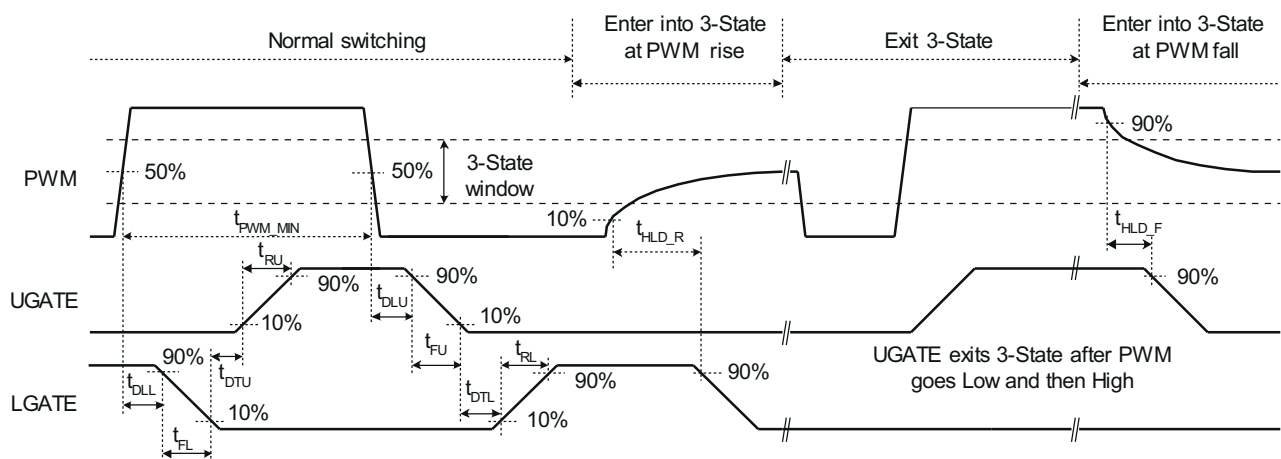 Normal switching
Enter into 3-State
at PWM rise
Exit 3-State
Enter into 3-State
at PWM fall
PWM
50%
50%
3-State
window
10%
90%
tPWM_MIN
tHLD_R
tHLD_F
UGATE
tRU
90%
10%
tDLU
90%
10%
tFU
90%
LGATE
90%
tDTU
tDLL
10%
tFL
tRL
tDTL
90%
10%
90%
UGATE exits 3-State after PWM
goes Low and then High